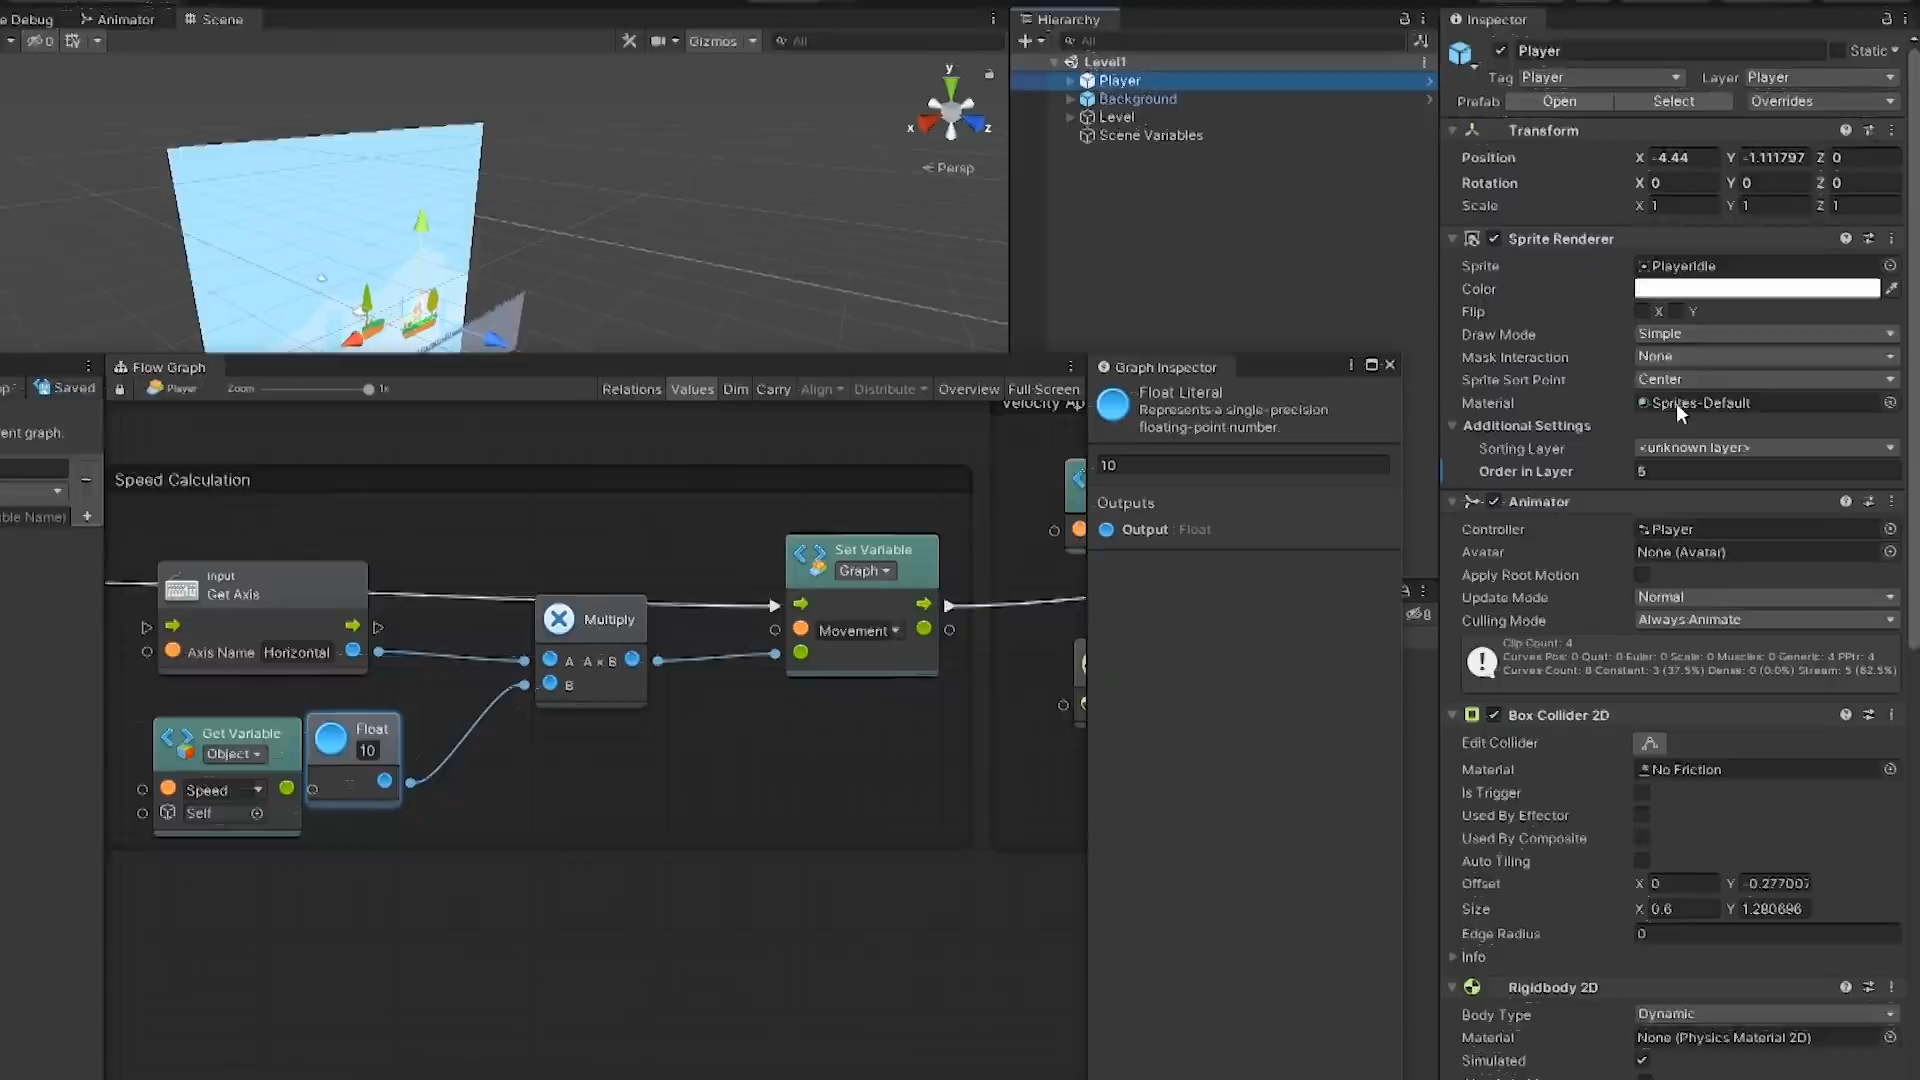 e Debug
Animator
Scene
0
Gizmos
All
y
x
z
Persp
Hierarchy
All
Level1
Player
Background
Level
Scene Variables
Inspector
Player
Static
Tag Player
Layer Player
Prefab Open Select Overrides
Transform
Position X -4.44 Y -1.111797 Z 0
Rotation X 0 Y 0 Z 0
Scale X 1 Y 1 Z 1
Sprite Renderer
Sprite PlayerIdle
Color
Flip X Y
Draw Mode Simple
Mask Interaction None
Sprite Sort Point Center
Material Sprites-Default
Additional Settings
Sorting Layer <unknown layer>
Order in Layer 5
Animator
Controller Player
Avatar None (Avatar)
Apply Root Motion
Update Mode Normal
Culling Mode Always Animate
Clip Count: 4
Curves Pos: 0 Quat: 0 Euler: 0 Scale: 0 Muscles: 0 Generic: 4 PPtr: 4
Curves Count: 8 Constant: 3 (37.5%) Dense: 0 (0.0%) Stream: 5 (62.5%)
Box Collider 2D
Edit Collider
Material No Friction
Is Trigger
Used By Effector
Used By Composite
Auto Tiling
Offset X 0 Y -0.277007
Size X 0.6 Y 1.280696
Edge Radius 0
Info
Rigidbody 2D
Body Type Dynamic
Material None (Physics Material 2D)
Simulated
Saved
ent graph.
ble Name)
Flow Graph
Player Zoom 1x Relations Values Dim Carry Align Distribute Overview Full Screen
Velocity Ap
Speed Calculation
Input
Get Axis
Axis Name Horizontal
Multiply
A A × B
B
Set Variable
Graph
Movement
Get Variable
Object
Speed
Self
Float
10
Graph Inspector
Float Literal
Represents a single-precision
floating-point number.
10
Outputs
Output : Float
8